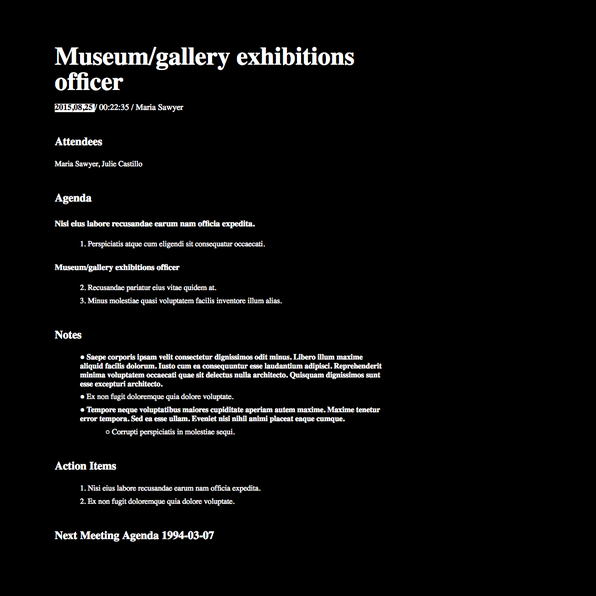 Museum/gallery exhibitions
officer
2015,08,25 / 00:22:35 / Maria Sawyer
Attendees
Maria Sawyer, Julie Castillo
Agenda
Nisi eius labore recusandae earum nam officia expedita.
1. Perspiciatis atque cum eligendi sit consequatur occaecati.
Museum/gallery exhibitions officer
2. Recusandae pariatur eius vitae quidem at.
3. Minus molestiae quasi voluptatem facilis inventore illum alias.
Notes
● Saepe corporis ipsam velit consectetur dignissimos odit minus. Libero illum maxime
aliquid facilis dolorum. Iusto cum ea consequuntur esse laudantium adipisci. Reprehenderit
minima voluptatem occaecati quae sit delectus nulla architecto. Quisquam dignissimos sunt
esse excepturi architecto.
● Ex non fugit doloremque quia dolore voluptate.
● Tempore neque voluptatibus maiores cupiditate aperiam autem maxime. Maxime tenetur
error tempora. Sed ea esse ullam. Eveniet nisi nihil animi placeat eaque cumque.
○ Corrupti perspiciatis in molestiae sequi.
Action Items
1. Nisi eius labore recusandae earum nam officia expedita.
2. Ex non fugit doloremque quia dolore voluptate.
Next Meeting Agenda 1994-03-07